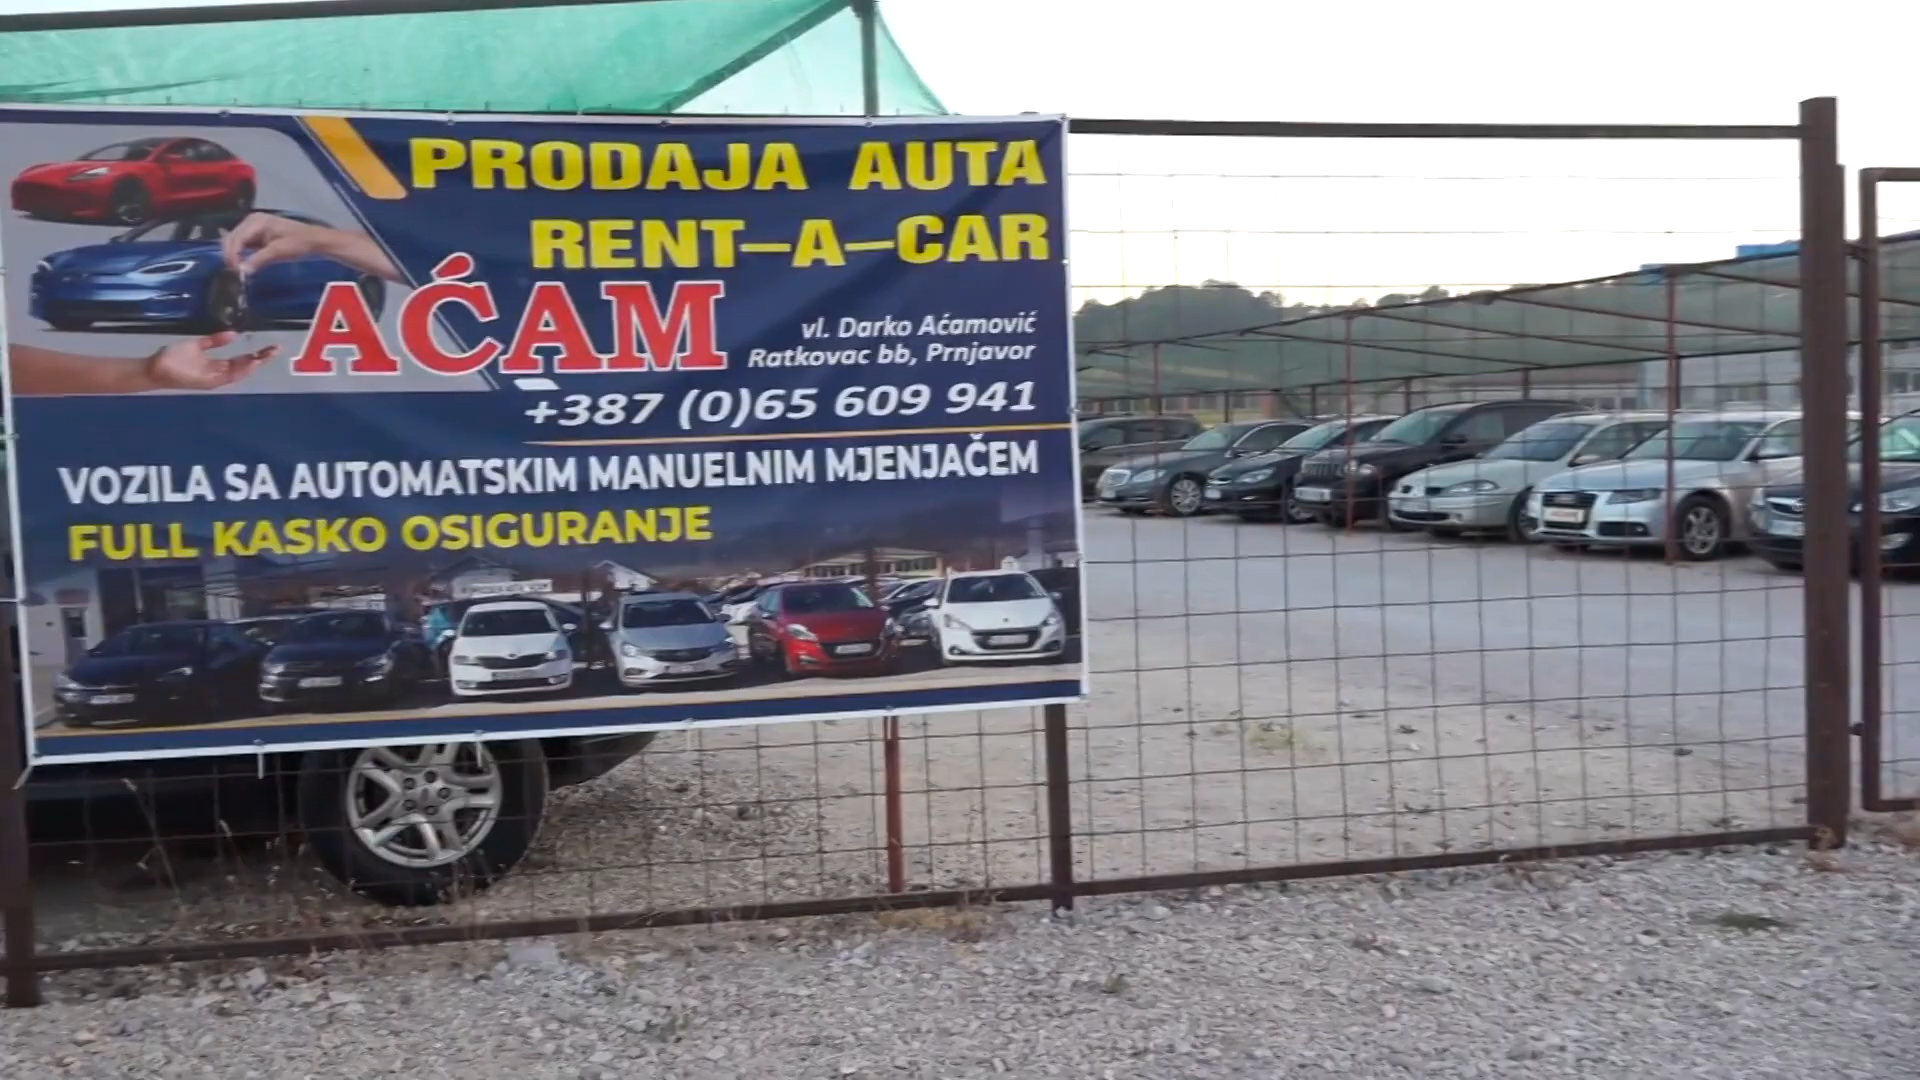 PRODAJA AUTA
RENT-A-CAR
AĆAM
vl. Darko Aćamović
Ratkovac bb, Prnjavor
+387 (0)65 609 941
VOZILA SA AUTOMATSKIM MANUELNIM MJENJAČEM
FULL KASKO OSIGURANJE